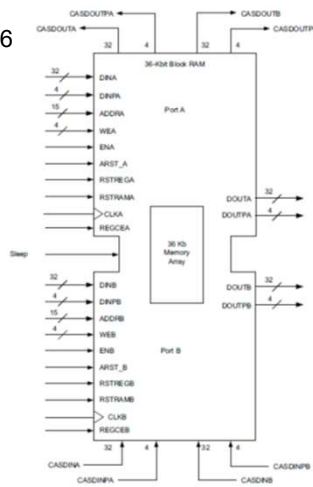 6
CASDOUTPA
CASDOUTB
CASDOUTA
CASDOUTP
32
4
32
4
36-Kbit Block RAM
Port A
32
DINA
4
DINPA
15
ADDRA
4
WEA
ENA
ARST_A
RSTREGA
RSTRAMA
CLKA
REGCEA
DOUTA
32
DOUTPA
4
36 Kb
Memory
Array
Sleep
32
DINB
4
DINPB
15
ADDRB
4
WEB
ENB
ARST_B
RSTREGB
RSTRAMB
CLKB
REGCEB
Port B
DOUTB
32
DOUTPB
4
32
4
32
4
CASDINA
CASDINPA
CASDINB
CASDINPB